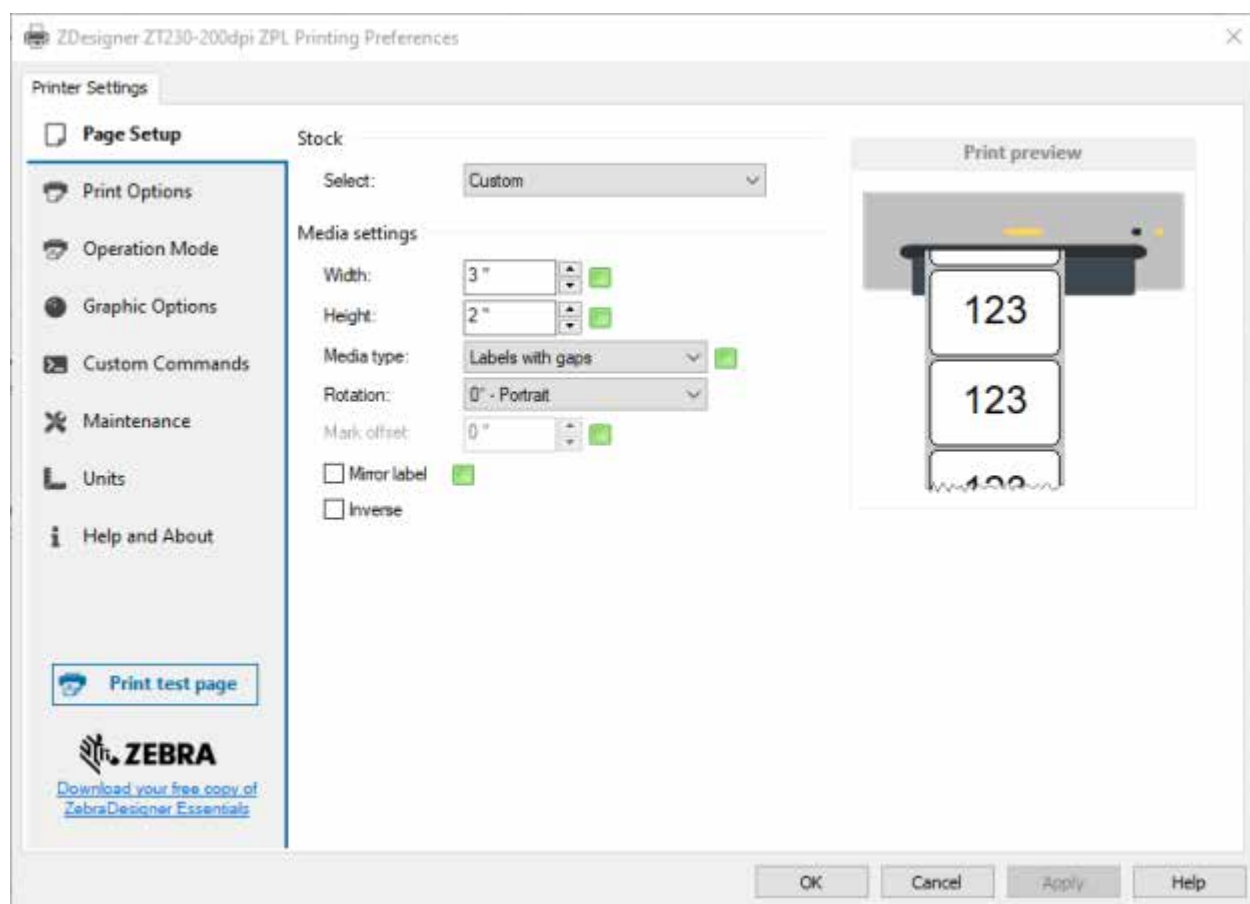 ZDesigner ZT230-200dpi ZPL Printing Preferences
Printer Settings
Page Setup
Print Options
Operation Mode
Graphic Options
Custom Commands
Maintenance
Units
Help and About
Print test page
ZEBRA
Download your free copy of
ZebraDesigner Essentials
Stock
Select: Custom
Media settings
Width: 3 "
Height: 2 "
Media type: Labels with gaps
Rotation: 0° - Portrait
Mark offset: 0 "
Mirror label
Inverse
Print preview
123
123
123
OK Cancel Apply Help